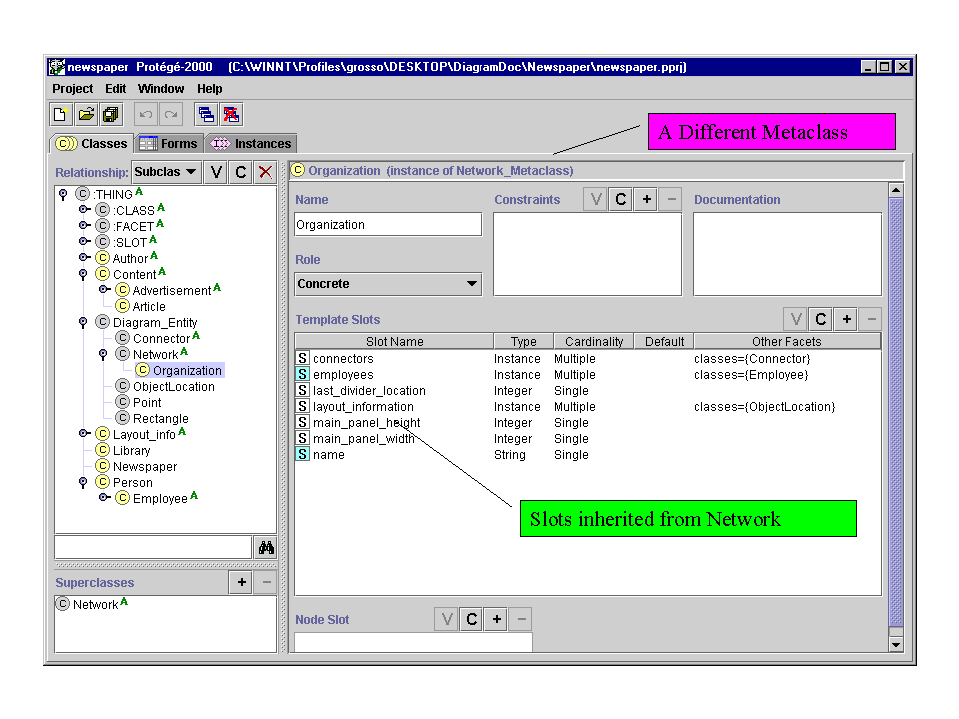 newspaper Protégé-2000 (C:\WINNT\Profiles\grosso\DESKTOP\DiagramDoc\Newspaper\newspaper.pprj)
Project Edit Window Help
A Different Metaclass
Classes Forms Instances
Relationship: Subclas V C
:THING A
:CLASS A
:FACET A
:SLOT A
Author A
Content A
Advertisement A
Article
Diagram_Entity
Connector A
Network A
Organization
ObjectLocation
Point
Rectangle
Layout_info A
Library
Newspaper
Person
Employee A
Superclasses + −
Network A
Organization (instance of Network_Metaclass)
Name
Organization
Role
Concrete
Constraints V C + −
Documentation
Template Slots V C + −
Slot Name Type Cardinality Default Other Facets
S connectors Instance Multiple classes={Connector}
S employees Instance Multiple classes={Employee}
S last_divider_location Integer Single
S layout_information Instance Multiple classes={ObjectLocation}
S main_panel_height Integer Single
S main_panel_width Integer Single
S name String Single
Slots inherited from Network
Node Slot V C + −